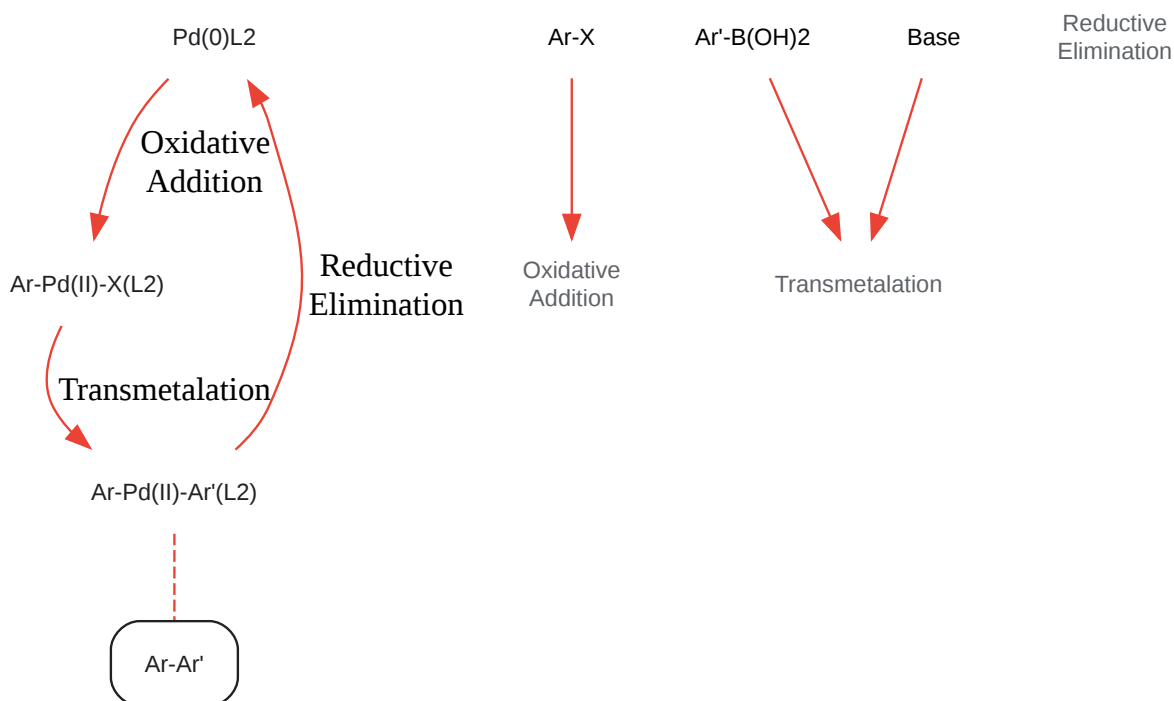 Pd(0)L2
Ar-X
Ar'-B(OH)2
Base
Reductive
Elimination
Oxidative
Addition
Ar-Pd(II)-X(L2)
Reductive
Elimination
Oxidative
Addition
Transmetalation
Transmetalation
Ar-Pd(II)-Ar'(L2)
Ar-Ar'